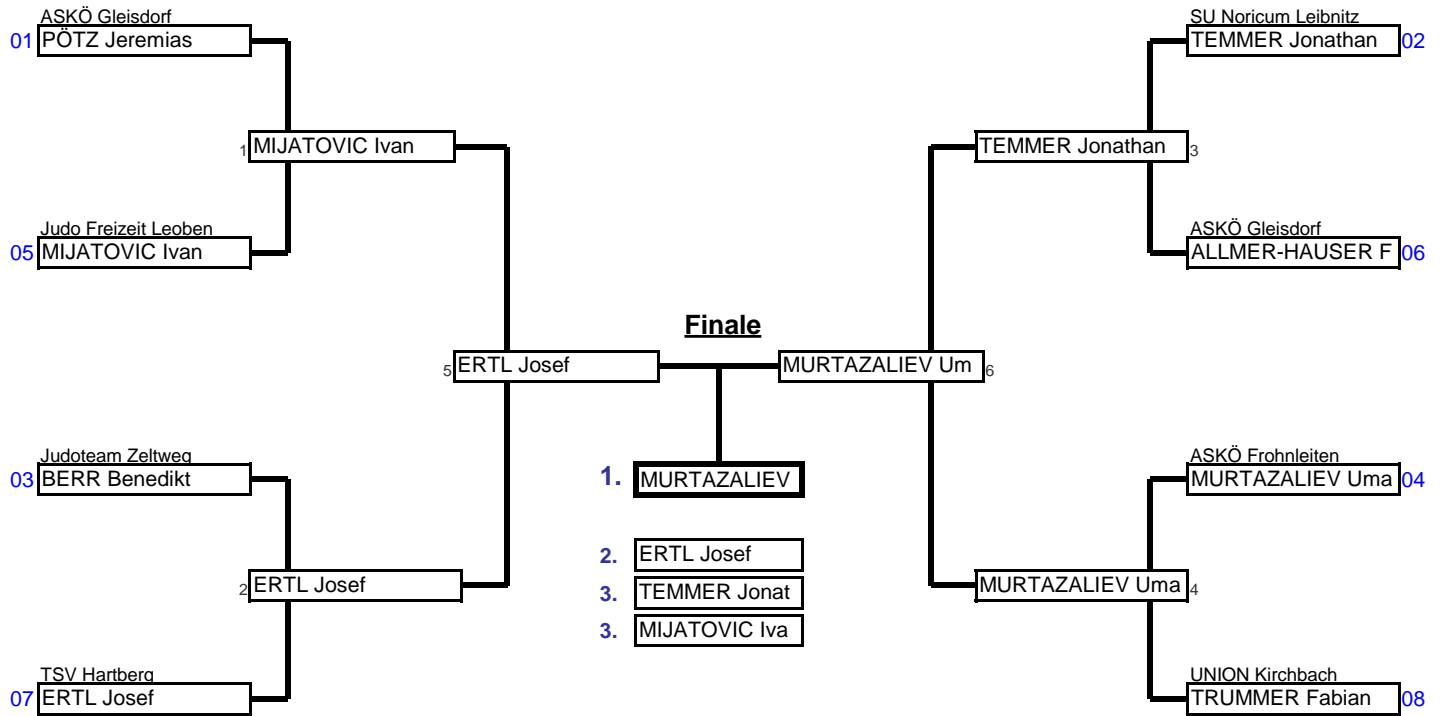 ASKÖ Gleisdorf
01 PÖTZ Jeremias
1 MIJATOVIC Ivan
Judo Freizeit Leoben
05 MIJATOVIC Ivan
5 ERTL Josef
Judoteam Zeltweg
03 BERR Benedikt
2 ERTL Josef
TSV Hartberg
07 ERTL Josef
Finale
1. MURTAZALIEV
2. ERTL Josef
3. TEMMER Jonat
3. MIJATOVIC Iva
SU Noricum Leibnitz
TEMMER Jonathan 02
TEMMER Jonathan 3
ASKÖ Gleisdorf
ALLMER-HAUSER F 06
MURTAZALIEV Um 6
ASKÖ Frohnleiten
MURTAZALIEV Uma 04
MURTAZALIEV Uma 4
UNION Kirchbach
TRUMMER Fabian 08